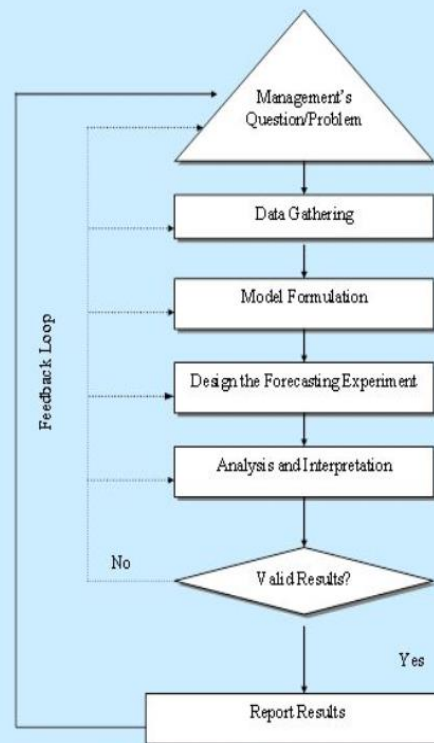 Management's
Question/Problem
Data Gathering
Model Formulation
Design the Forecasting Experiment
Analysis and Interpretation
Feedback Loop
No
Valid Results?
Yes
Report Results